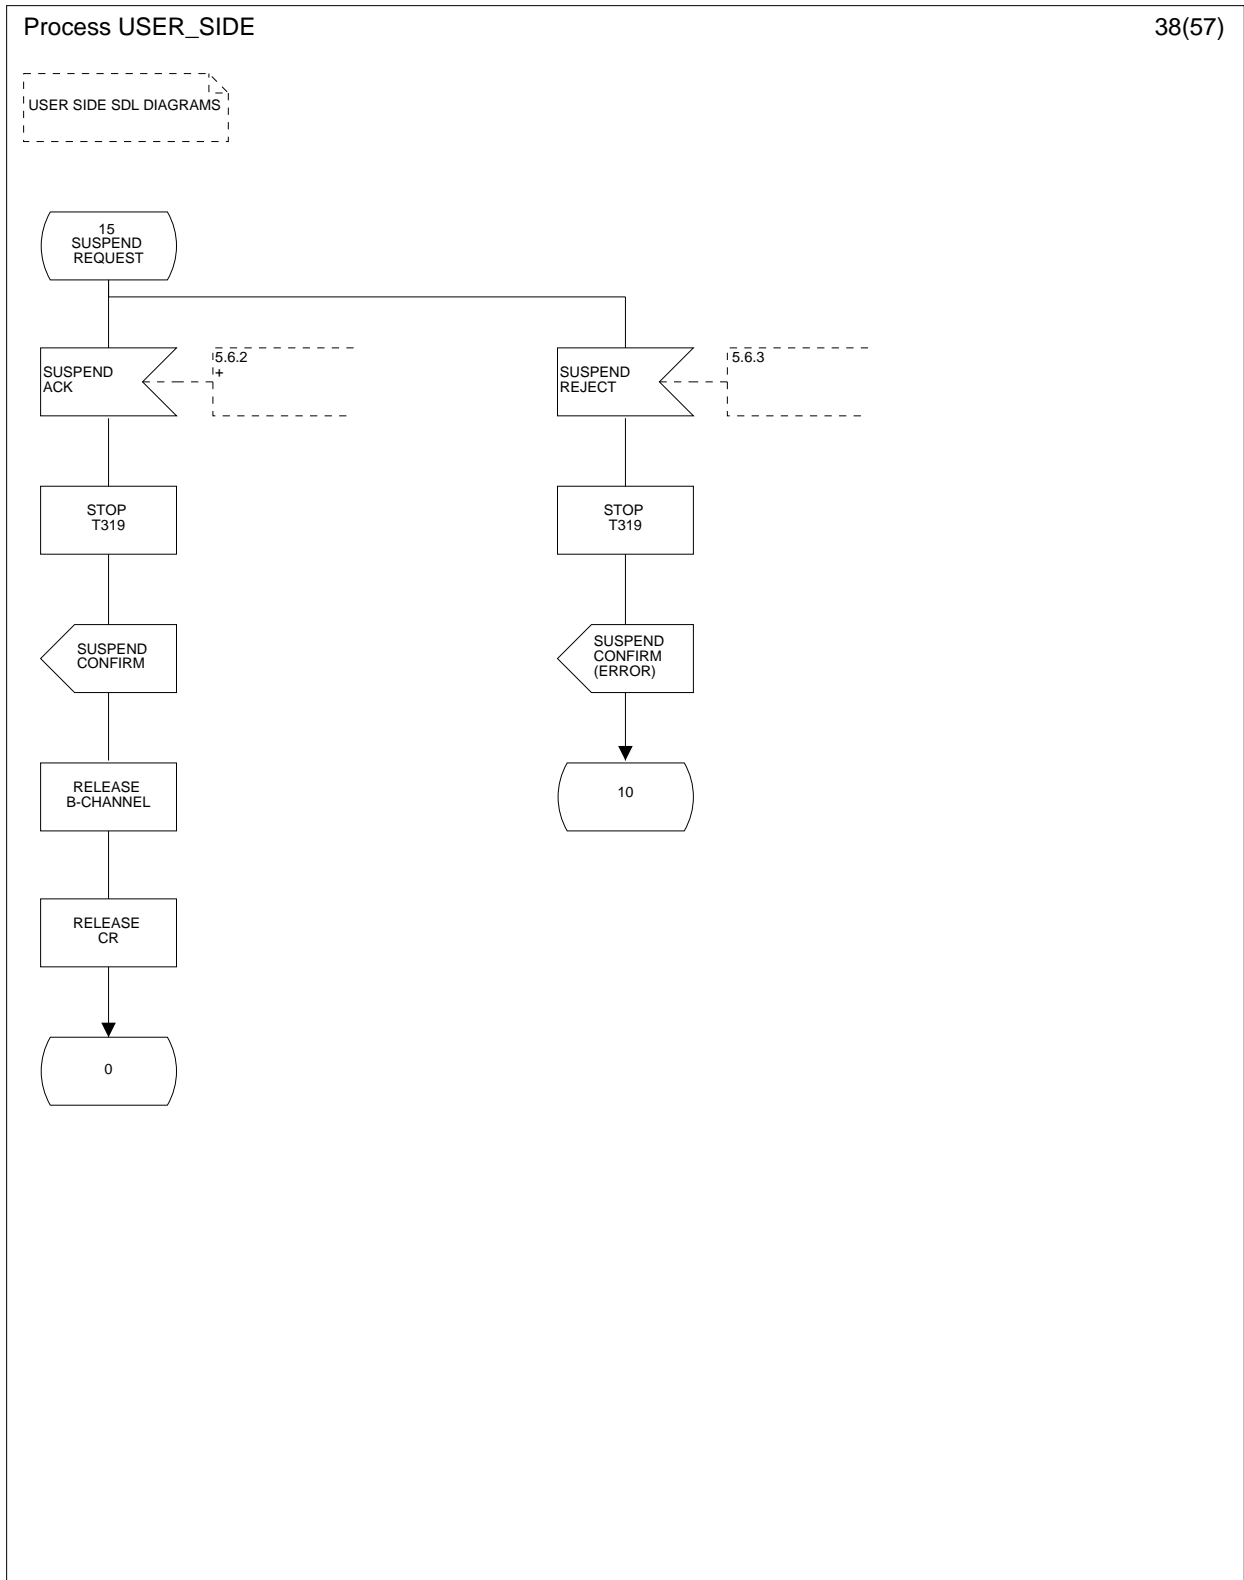 Process USER_SIDE
38(57)
USER SIDE SDL DIAGRAMS
15
SUSPEND
REQUEST
SUSPEND
ACK
5.6.2
+
SUSPEND
REJECT
5.6.3
STOP
T319
STOP
T319
SUSPEND
CONFIRM
SUSPEND
CONFIRM
(ERROR)
RELEASE
B-CHANNEL
10
RELEASE
CR
0